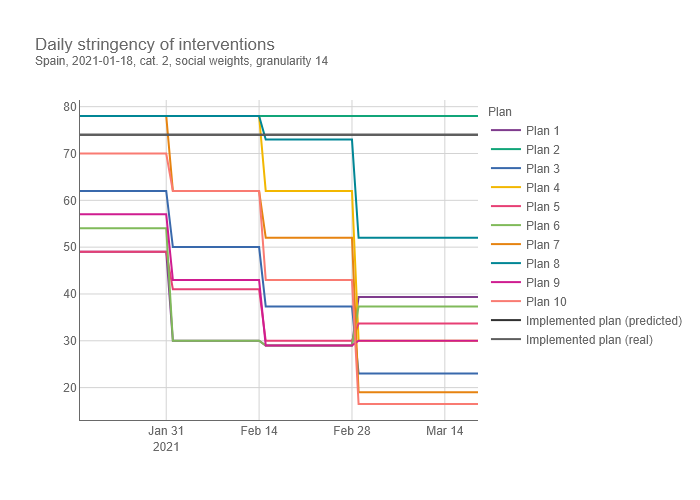 Daily stringency of interventions
Spain, 2021-01-18, cat. 2, social weights, granularity 14
80
70
60
50
40
30
20
Jan 31
2021
Feb 14
Feb 28
Mar 14
Plan
Plan 1
Plan 2
Plan 3
Plan 4
Plan 5
Plan 6
Plan 7
Plan 8
Plan 9
Plan 10
Implemented plan (predicted)
Implemented plan (real)